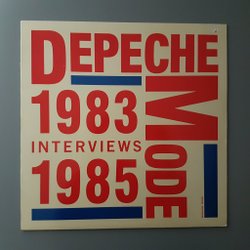 DEPECHE
MODE
1983
INTERVIEWS
1985